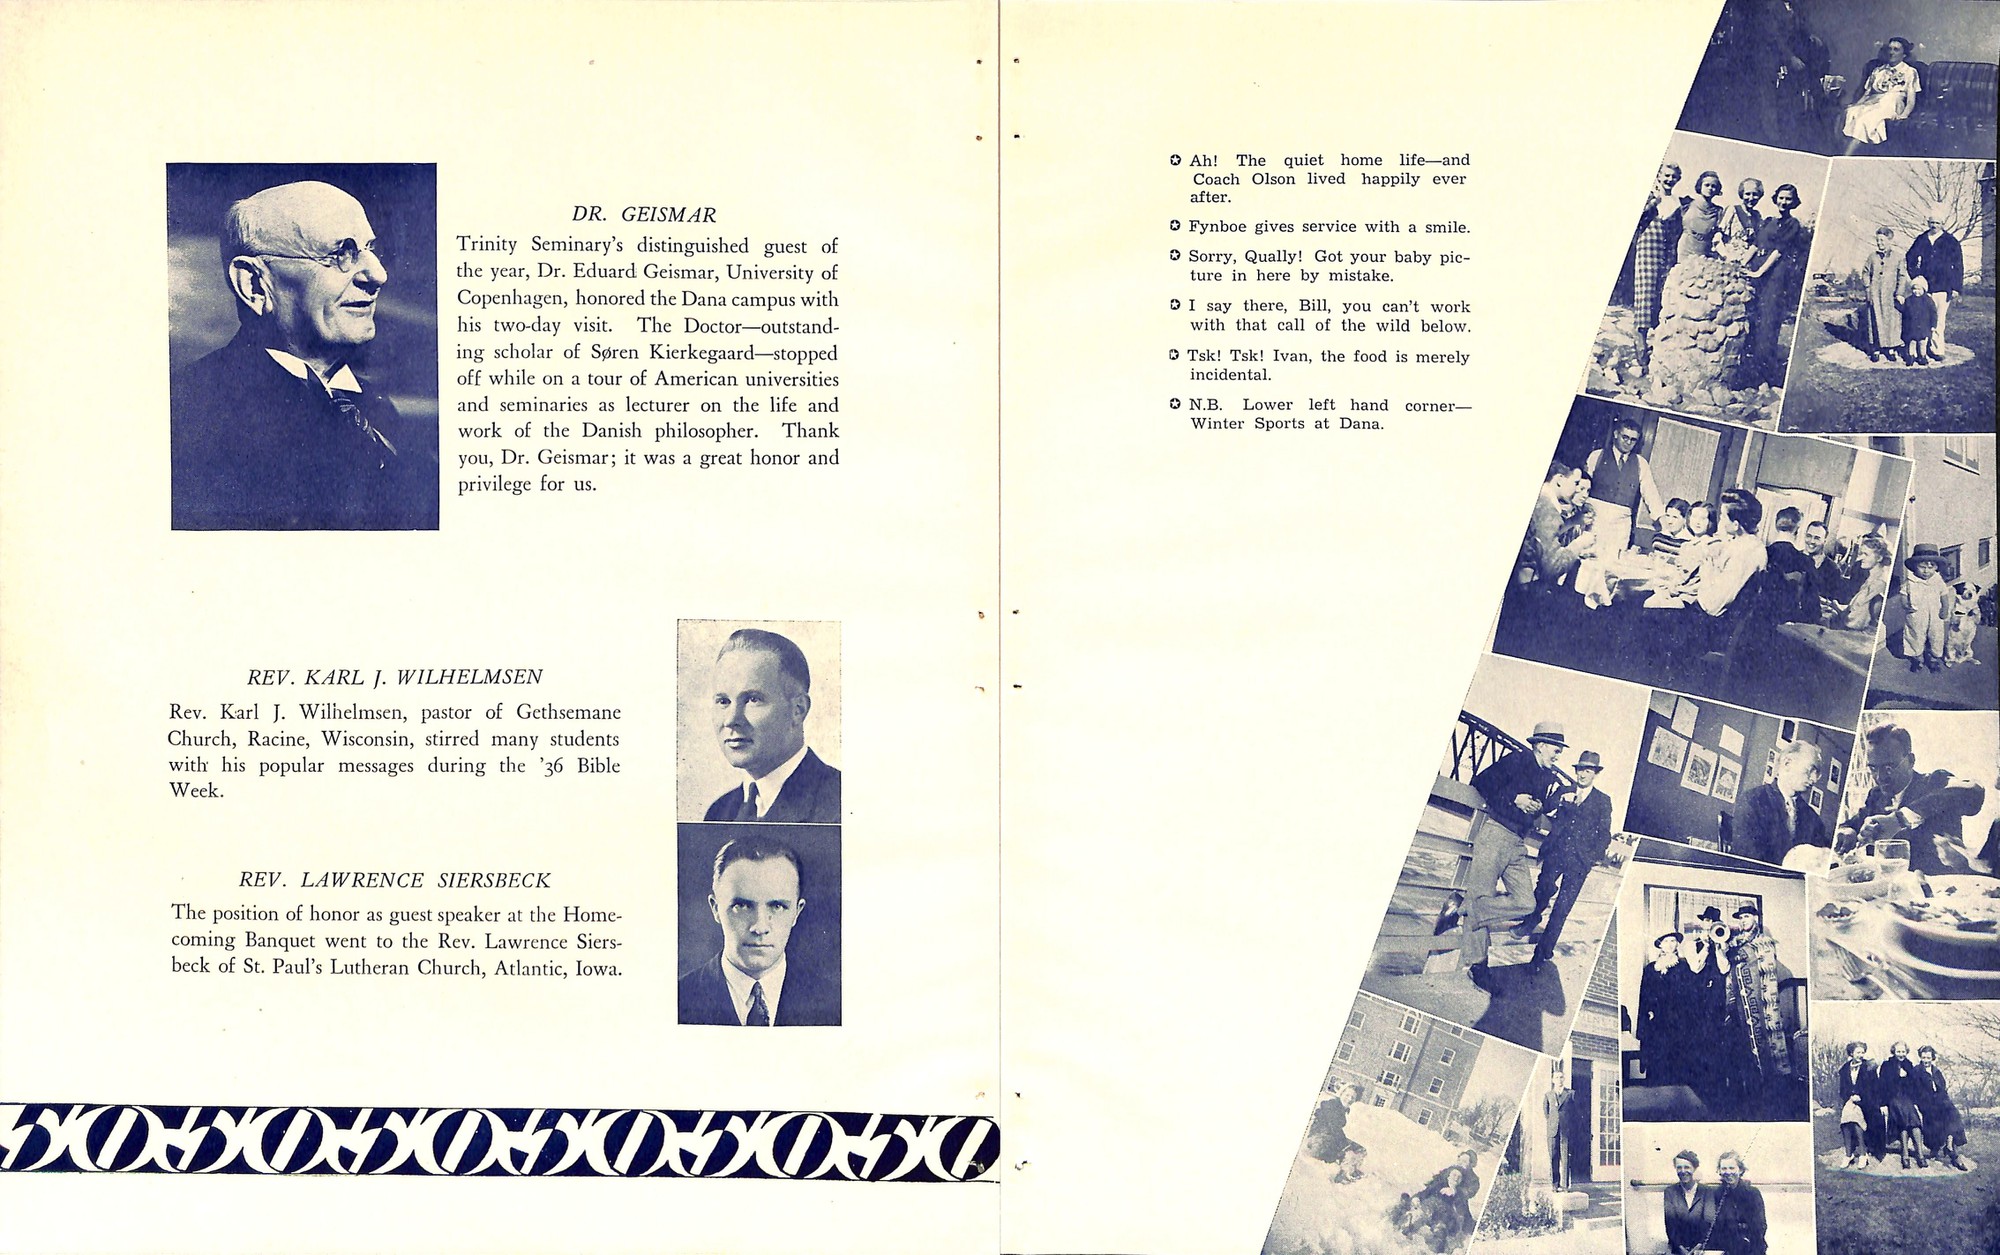 DR. GEISMAR
Trinity Seminary's distinguished guest of
the year, Dr. Eduard Geismar, University of
Copenhagen, honored the Dana campus with
his two-day visit. The Doctor—outstand-
ing scholar of Søren Kierkegaard—stopped
off while on a tour of American universities
and seminaries as lecturer on the life and
work of the Danish philosopher. Thank
you, Dr. Geismar; it was a great honor and
privilege for us.
REV. KARL J. WILHELMSEN
Rev. Karl J. Wilhelmsen, pastor of Gethsemane
Church, Racine, Wisconsin, stirred many students
with his popular messages during the '36 Bible
Week.
REV. LAWRENCE SIERSBECK
The position of honor as guest speaker at the Home-
coming Banquet went to the Rev. Lawrence Siers-
beck of St. Paul's Lutheran Church, Atlantic, Iowa.
50 50 50 50 50 50 50
✪ Ah! The quiet home life—and
Coach Olson lived happily ever
after.
✪ Fynboe gives service with a smile.
✪ Sorry, Qually! Got your baby pic-
ture in here by mistake.
✪ I say there, Bill, you can't work
with that call of the wild below.
✪ Tsk! Tsk! Ivan, the food is merely
incidental.
✪ N.B. Lower left hand corner—
Winter Sports at Dana.